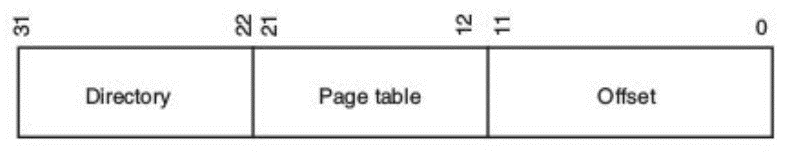 31 22 21 12 11 0
Directory Page table Offset